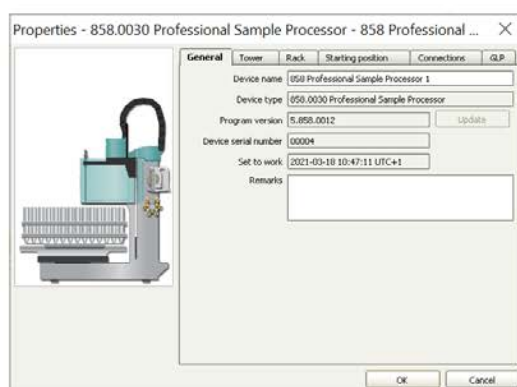 Properties - 858.0030 Professional Sample Processor - 858 Professional ...
General Tower Rack Starting position Connections GLP
Device name 858 Professional Sample Processor 1
Device type 858.0030 Professional Sample Processor
Program version 5.858.0012 Update
Device serial number 00004
Set to work 2021-03-18 10:47:11 UTC+1
Remarks
OK Cancel